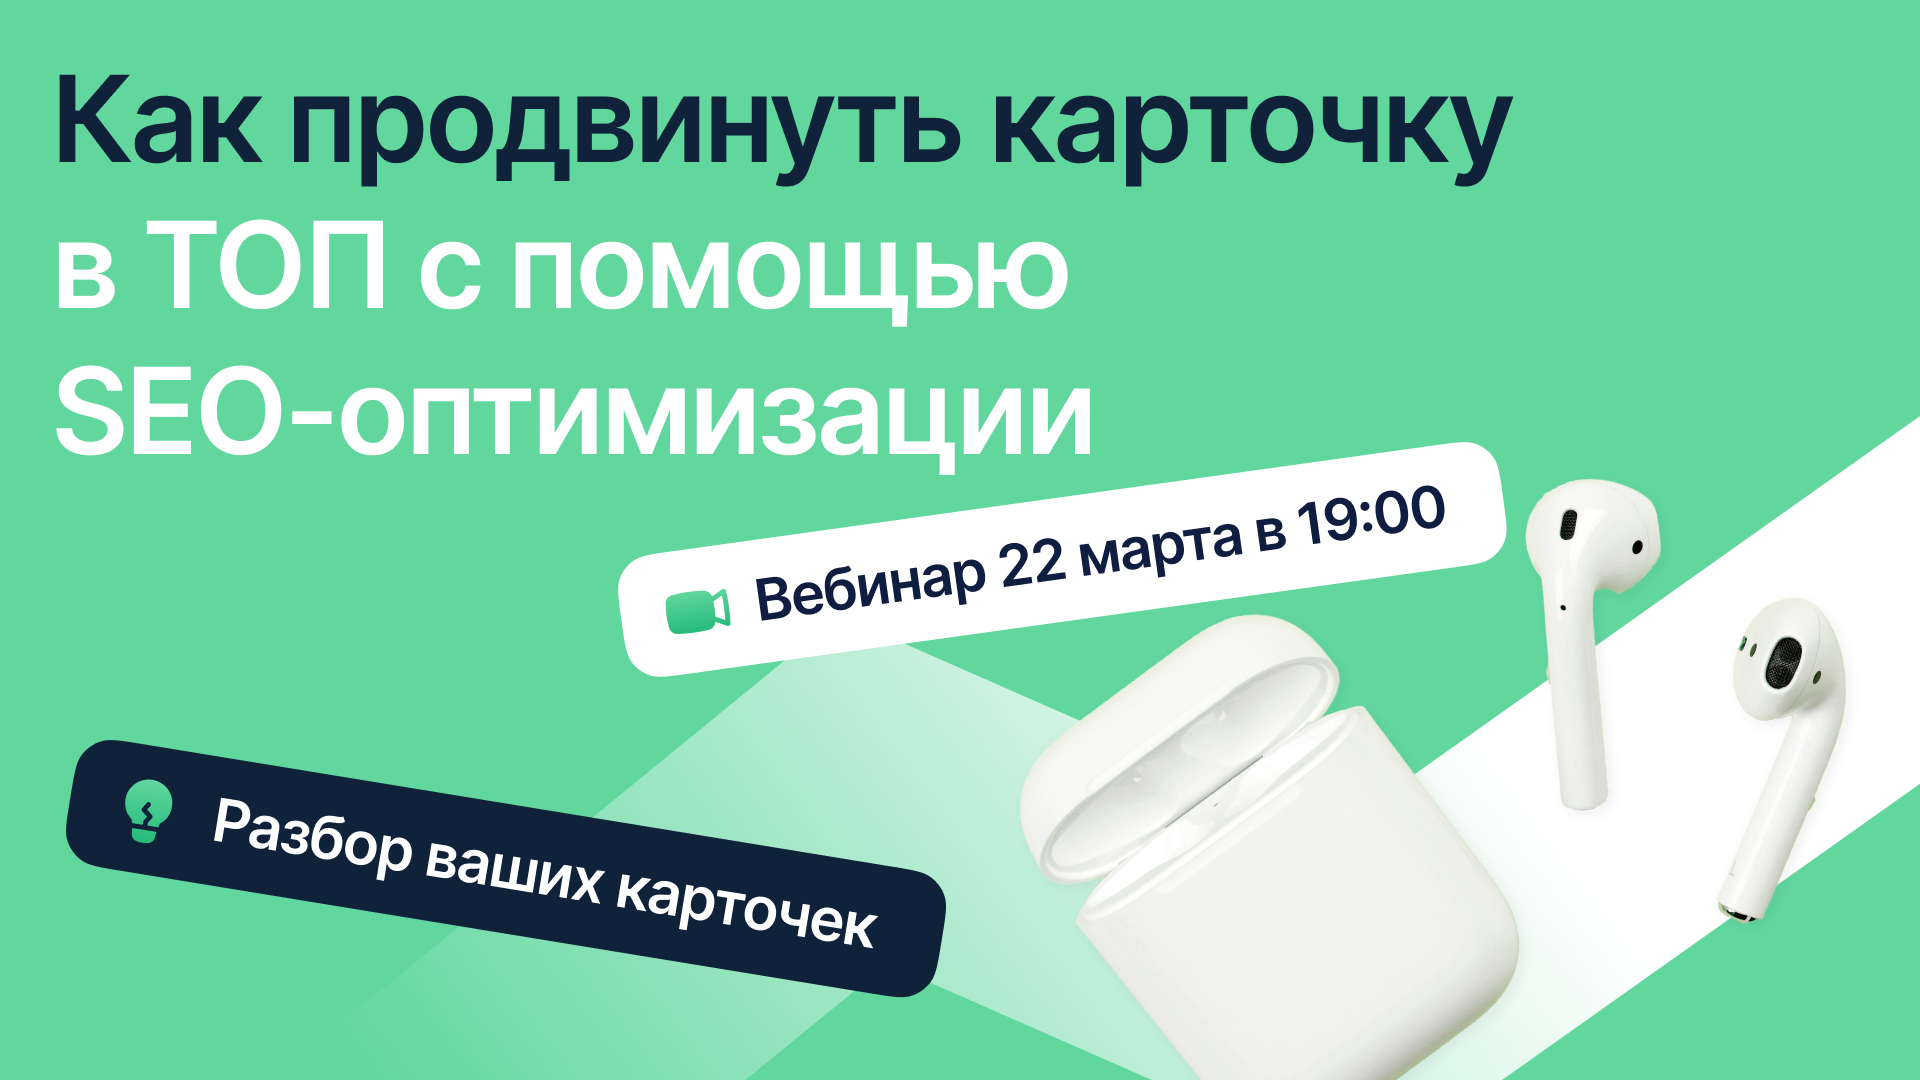 Как продвинуть карточку
в ТОП с помощью
SEO-оптимизации
Вебинар 22 марта в 19:00
Разбор ваших карточек